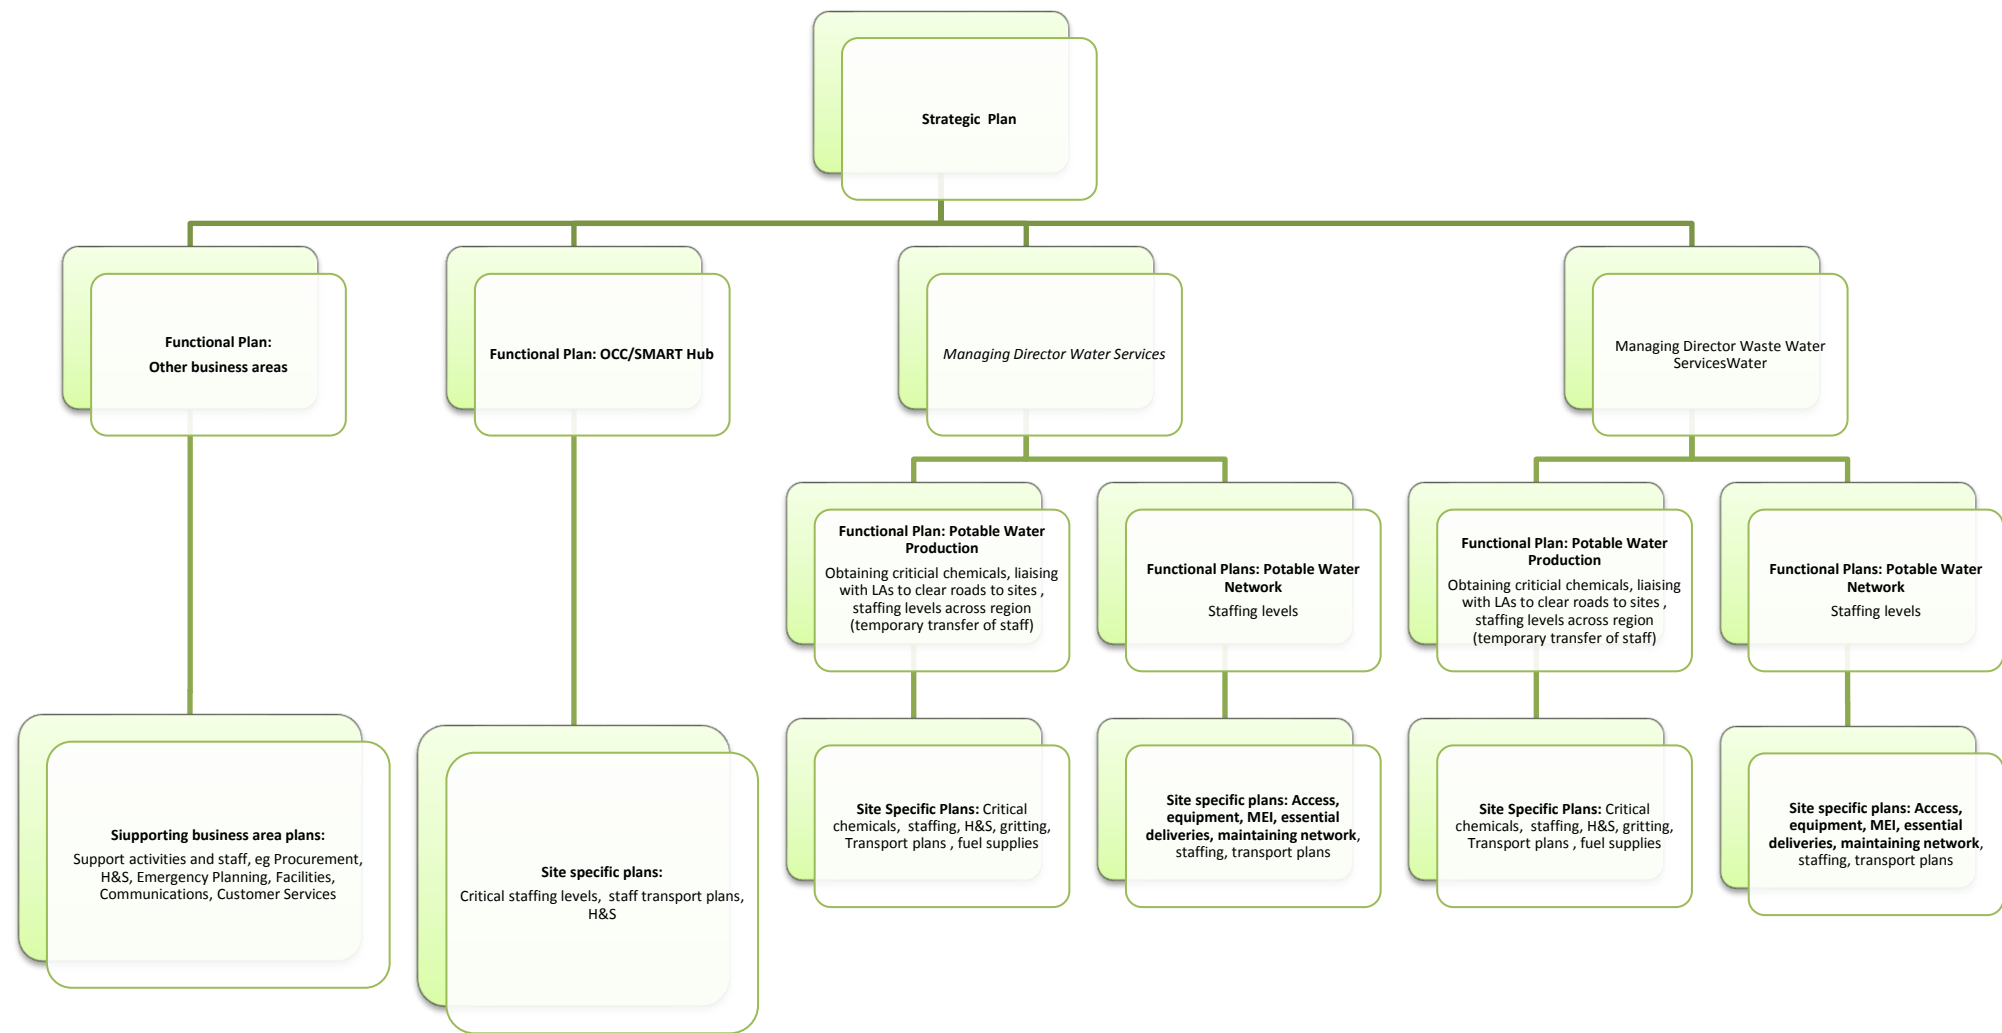 Strategic Plan
Functional Plan:
Other business areas
Functional Plan: OCC/SMART Hub
Managing Director Water Services
Managing Director Waste Water
ServicesWater
Functional Plan: Potable Water
Production
Obtaining criticial chemicals, liaising
with LAs to clear roads to sites ,
staffing levels across region
(temporary transfer of staff)
Functional Plans: Potable Water
Network
Staffing levels
Functional Plan: Potable Water
Production
Obtaining criticial chemicals, liaising
with LAs to clear roads to sites ,
staffing levels across region
(temporary transfer of staff)
Functional Plans: Potable Water
Network
Staffing levels
Siupporting business area plans:
Support activities and staff, eg Procurement,
H&S, Emergency Planning, Facilities,
Communications, Customer Services
Site specific plans:
Critical staffing levels, staff transport plans,
H&S
Site Specific Plans: Critical
chemicals, staffing, H&S, gritting,
Transport plans , fuel supplies
Site specific plans: Access,
equipment, MEI, essential
deliveries, maintaining network,
staffing, transport plans
Site Specific Plans: Critical
chemicals, staffing, H&S, gritting,
Transport plans , fuel supplies
Site specific plans: Access,
equipment, MEI, essential
deliveries, maintaining network,
staffing, transport plans